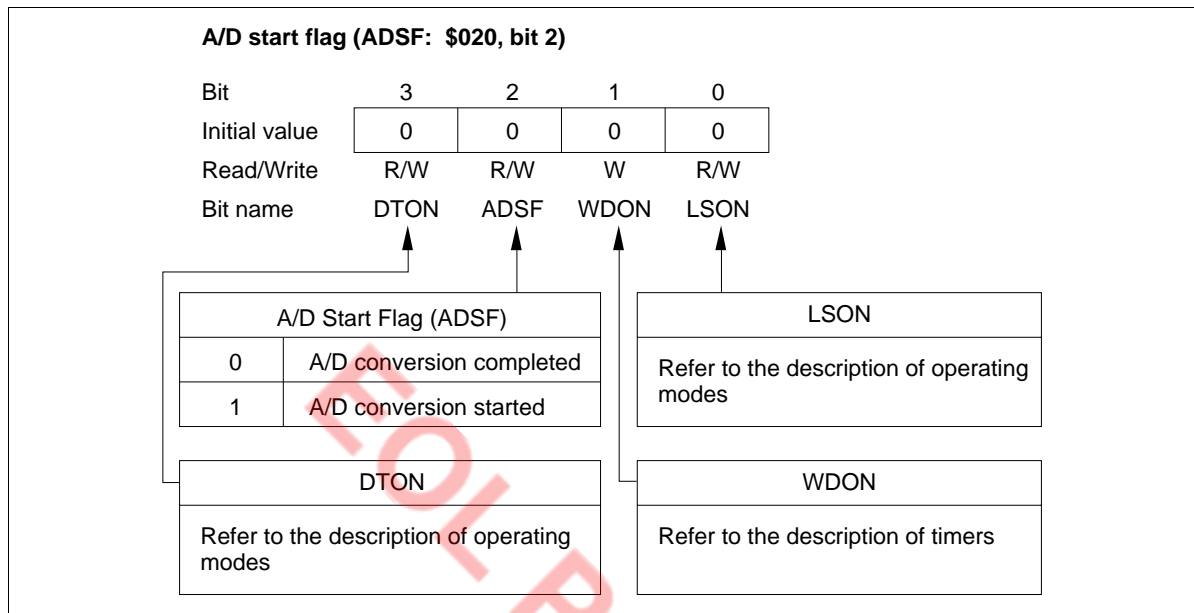 A/D start flag (ADSF: $020, bit 2)
Bit 3 2 1 0
Initial value 0 0 0 0
Read/Write R/W R/W W R/W
Bit name DTON ADSF WDON LSON
A/D Start Flag (ADSF)
0 A/D conversion completed
1 A/D conversion started
LSON
Refer to the description of operating
modes
DTON
Refer to the description of operating
modes
WDON
Refer to the description of timers
EOL